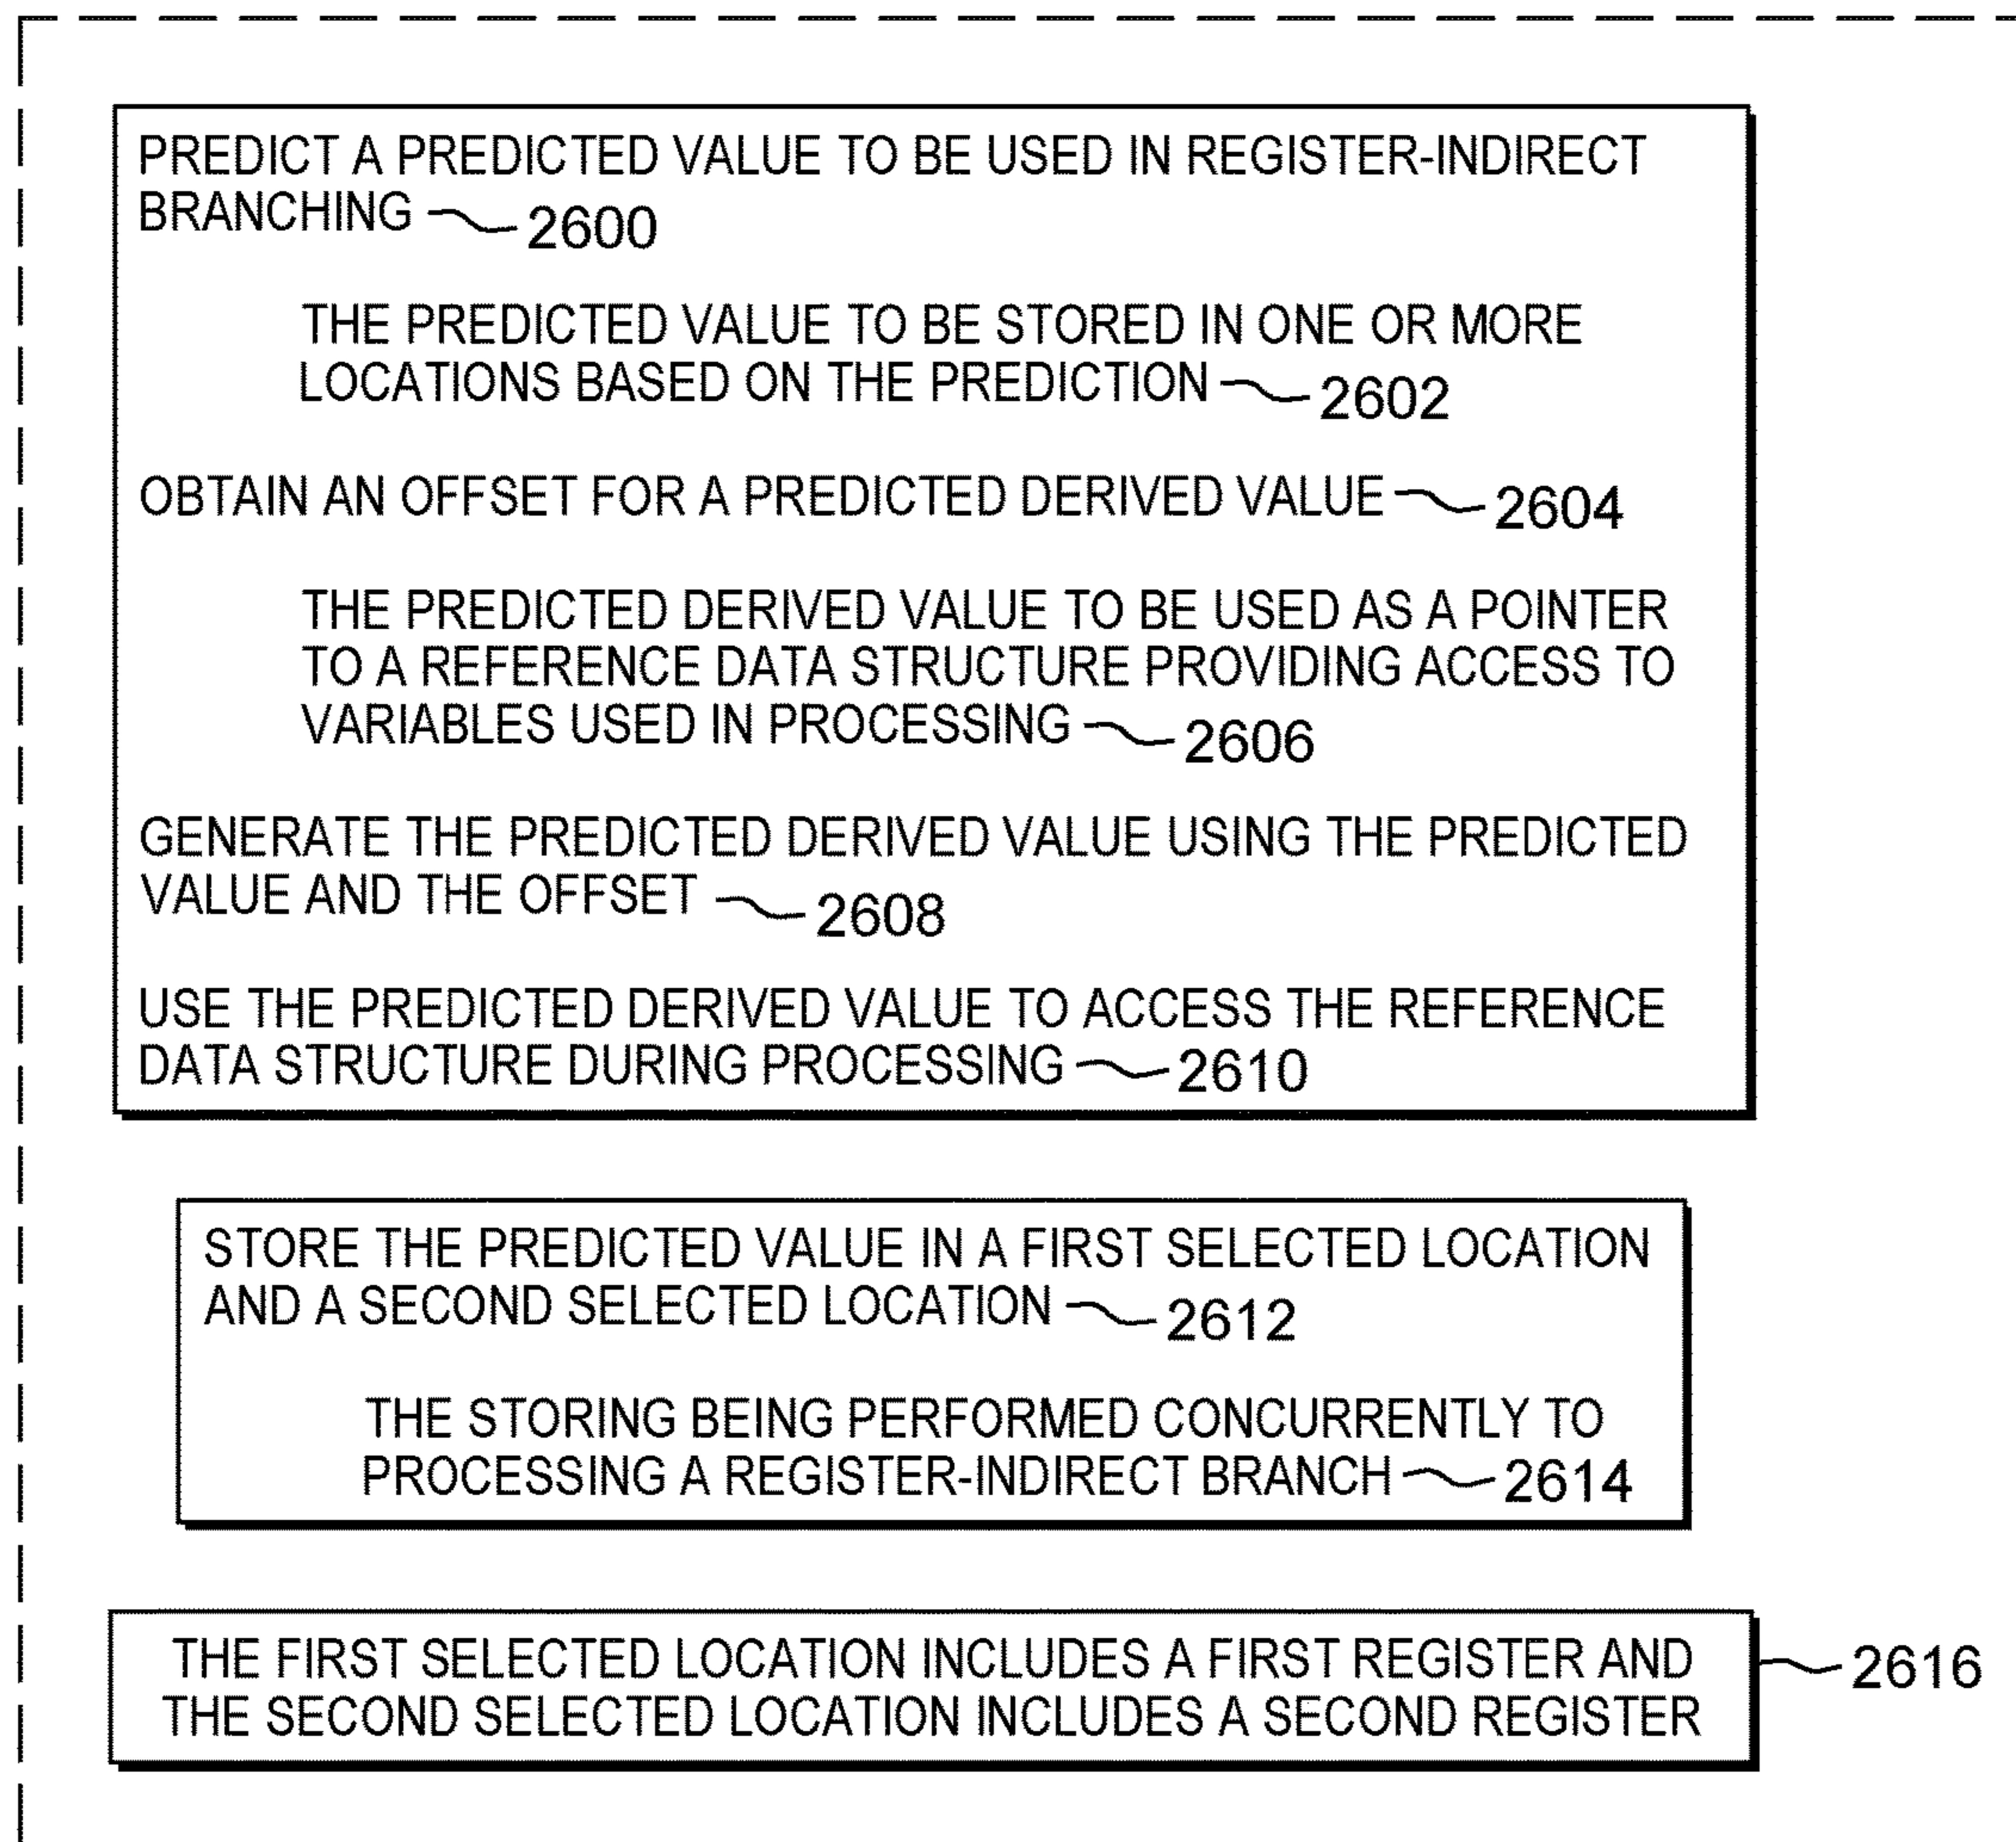 PREDICT A PREDICTED VALUE TO BE USED IN REGISTER-INDIRECT
BRANCHING 2600
THE PREDICTED VALUE TO BE STORED IN ONE OR MORE
LOCATIONS BASED ON THE PREDICTION 2602
OBTAIN AN OFFSET FOR A PREDICTED DERIVED VALUE 2604
THE PREDICTED DERIVED VALUE TO BE USED AS A POINTER
TO A REFERENCE DATA STRUCTURE PROVIDING ACCESS TO
VARIABLES USED IN PROCESSING 2606
GENERATE THE PREDICTED DERIVED VALUE USING THE PREDICTED
VALUE AND THE OFFSET 2608
USE THE PREDICTED DERIVED VALUE TO ACCESS THE REFERENCE
DATA STRUCTURE DURING PROCESSING 2610
STORE THE PREDICTED VALUE IN A FIRST SELECTED LOCATION
AND A SECOND SELECTED LOCATION 2612
THE STORING BEING PERFORMED CONCURRENTLY TO
PROCESSING A REGISTER-INDIRECT BRANCH 2614
THE FIRST SELECTED LOCATION INCLUDES A FIRST REGISTER AND
THE SECOND SELECTED LOCATION INCLUDES A SECOND REGISTER
2616